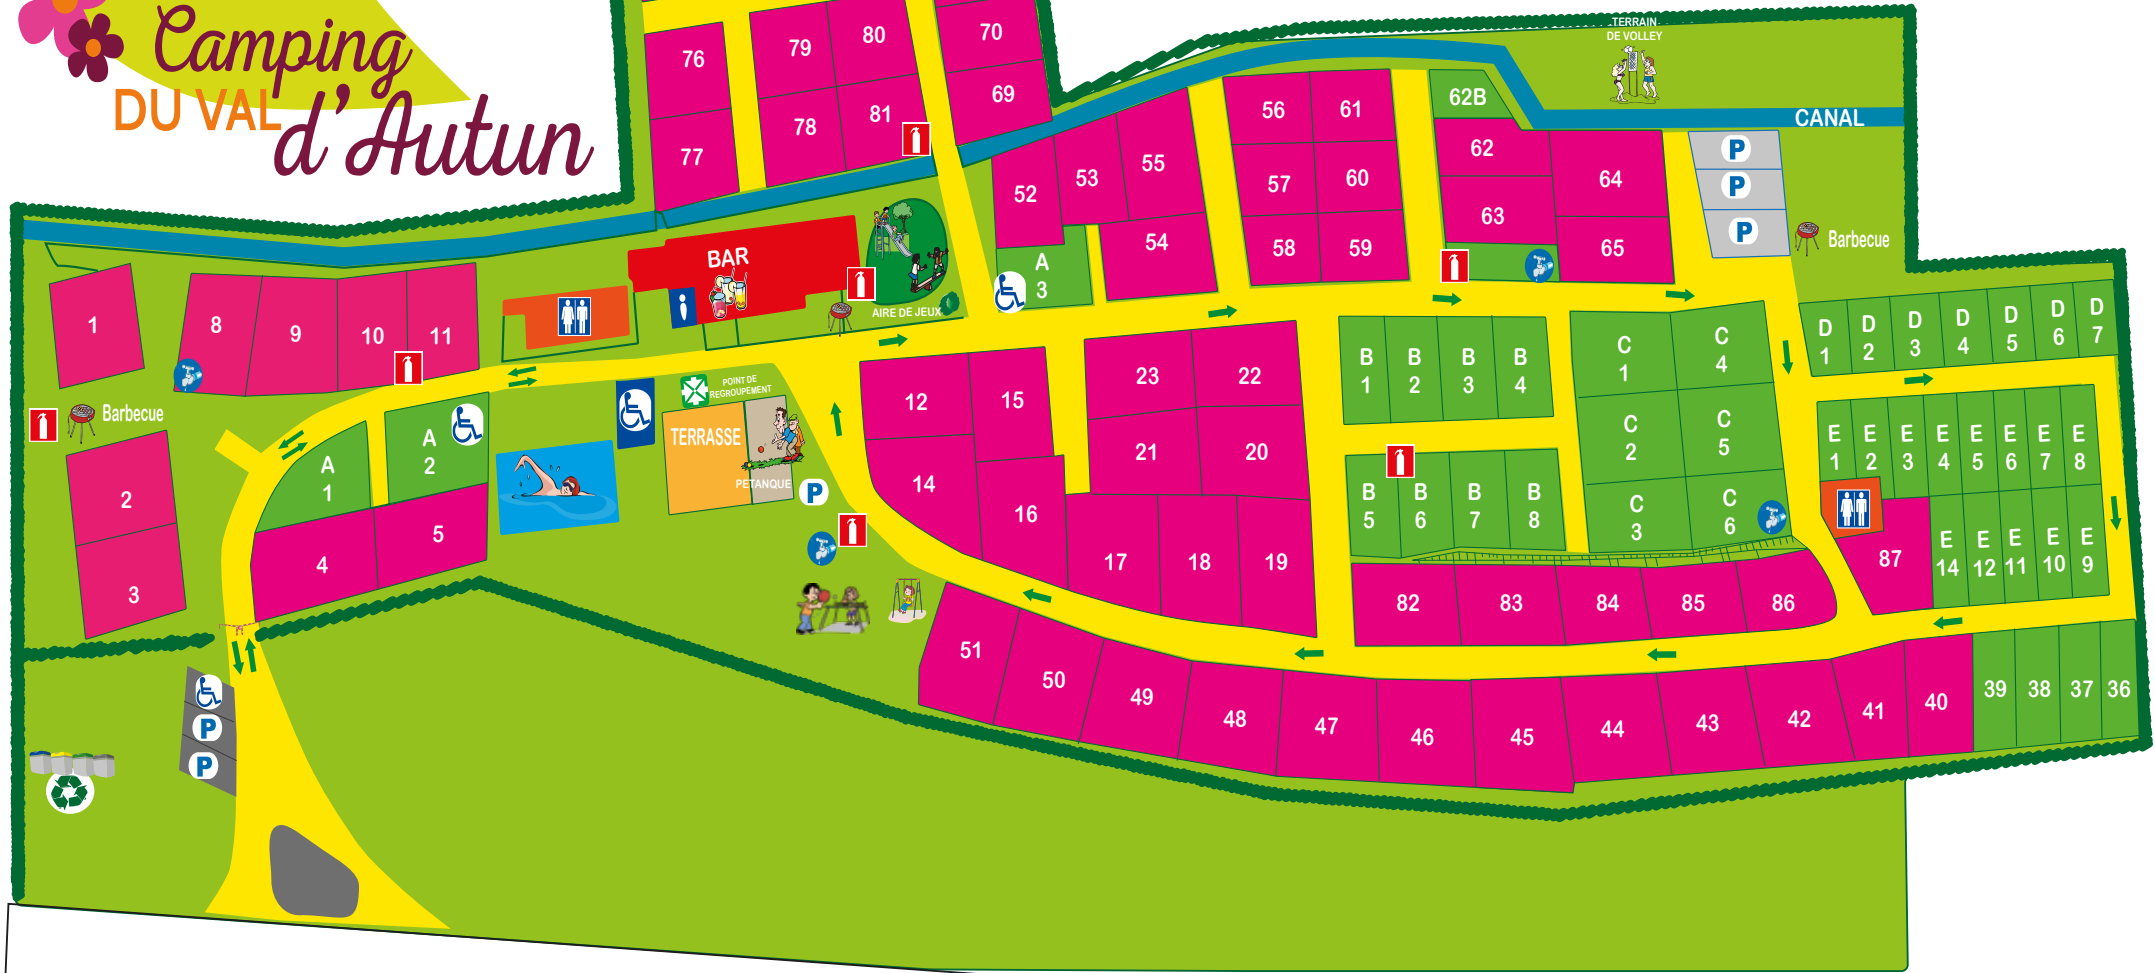 Camping
DU VAL
d'Autun
76
79
80
70
77
78
81
69
TERRAIN
DE VOLLEY
CANAL
52
53
55
54
A
3
56
61
57
60
58
59
62B
62
63
64
65
P
P
P
Barbecue
1
8
9
10
11
BAR
AIRE DE JEUX
Barbecue
2
3
A
1
A
2
4
5
POINT DE
REGROUPEMENT
TERRASSE
PETANQUE
P
12
15
14
16
23
22
21
20
17
18
19
B
1
B
2
B
3
B
4
B
5
B
6
B
7
B
8
C
1
C
4
C
2
C
5
C
3
C
6
D
1
D
2
D
3
D
4
D
5
D
6
D
7
E
1
E
2
E
3
E
4
E
5
E
6
E
7
E
8
E
14
E
12
E
11
E
10
E
9
87
82
83
84
85
86
51
50
49
48
47
46
45
44
43
42
41
40
39
38
37
36
P
P